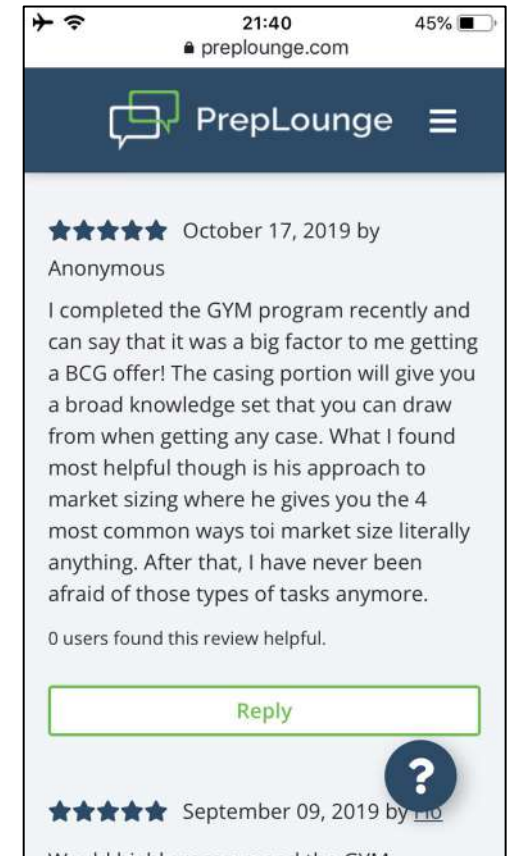 21:40
45%
preplounge.com
PrepLounge
October 17, 2019 by
Anonymous
I completed the GYM program recently and
can say that it was a big factor to me getting
a BCG offer! The casing portion will give you
a broad knowledge set that you can draw
from when getting any case. What I found
most helpful though is his approach to
market sizing where he gives you the 4
most common ways toi market size literally
anything. After that, I have never been
afraid of those types of tasks anymore.
0 users found this review helpful.
Reply
?
September 09, 2019 by